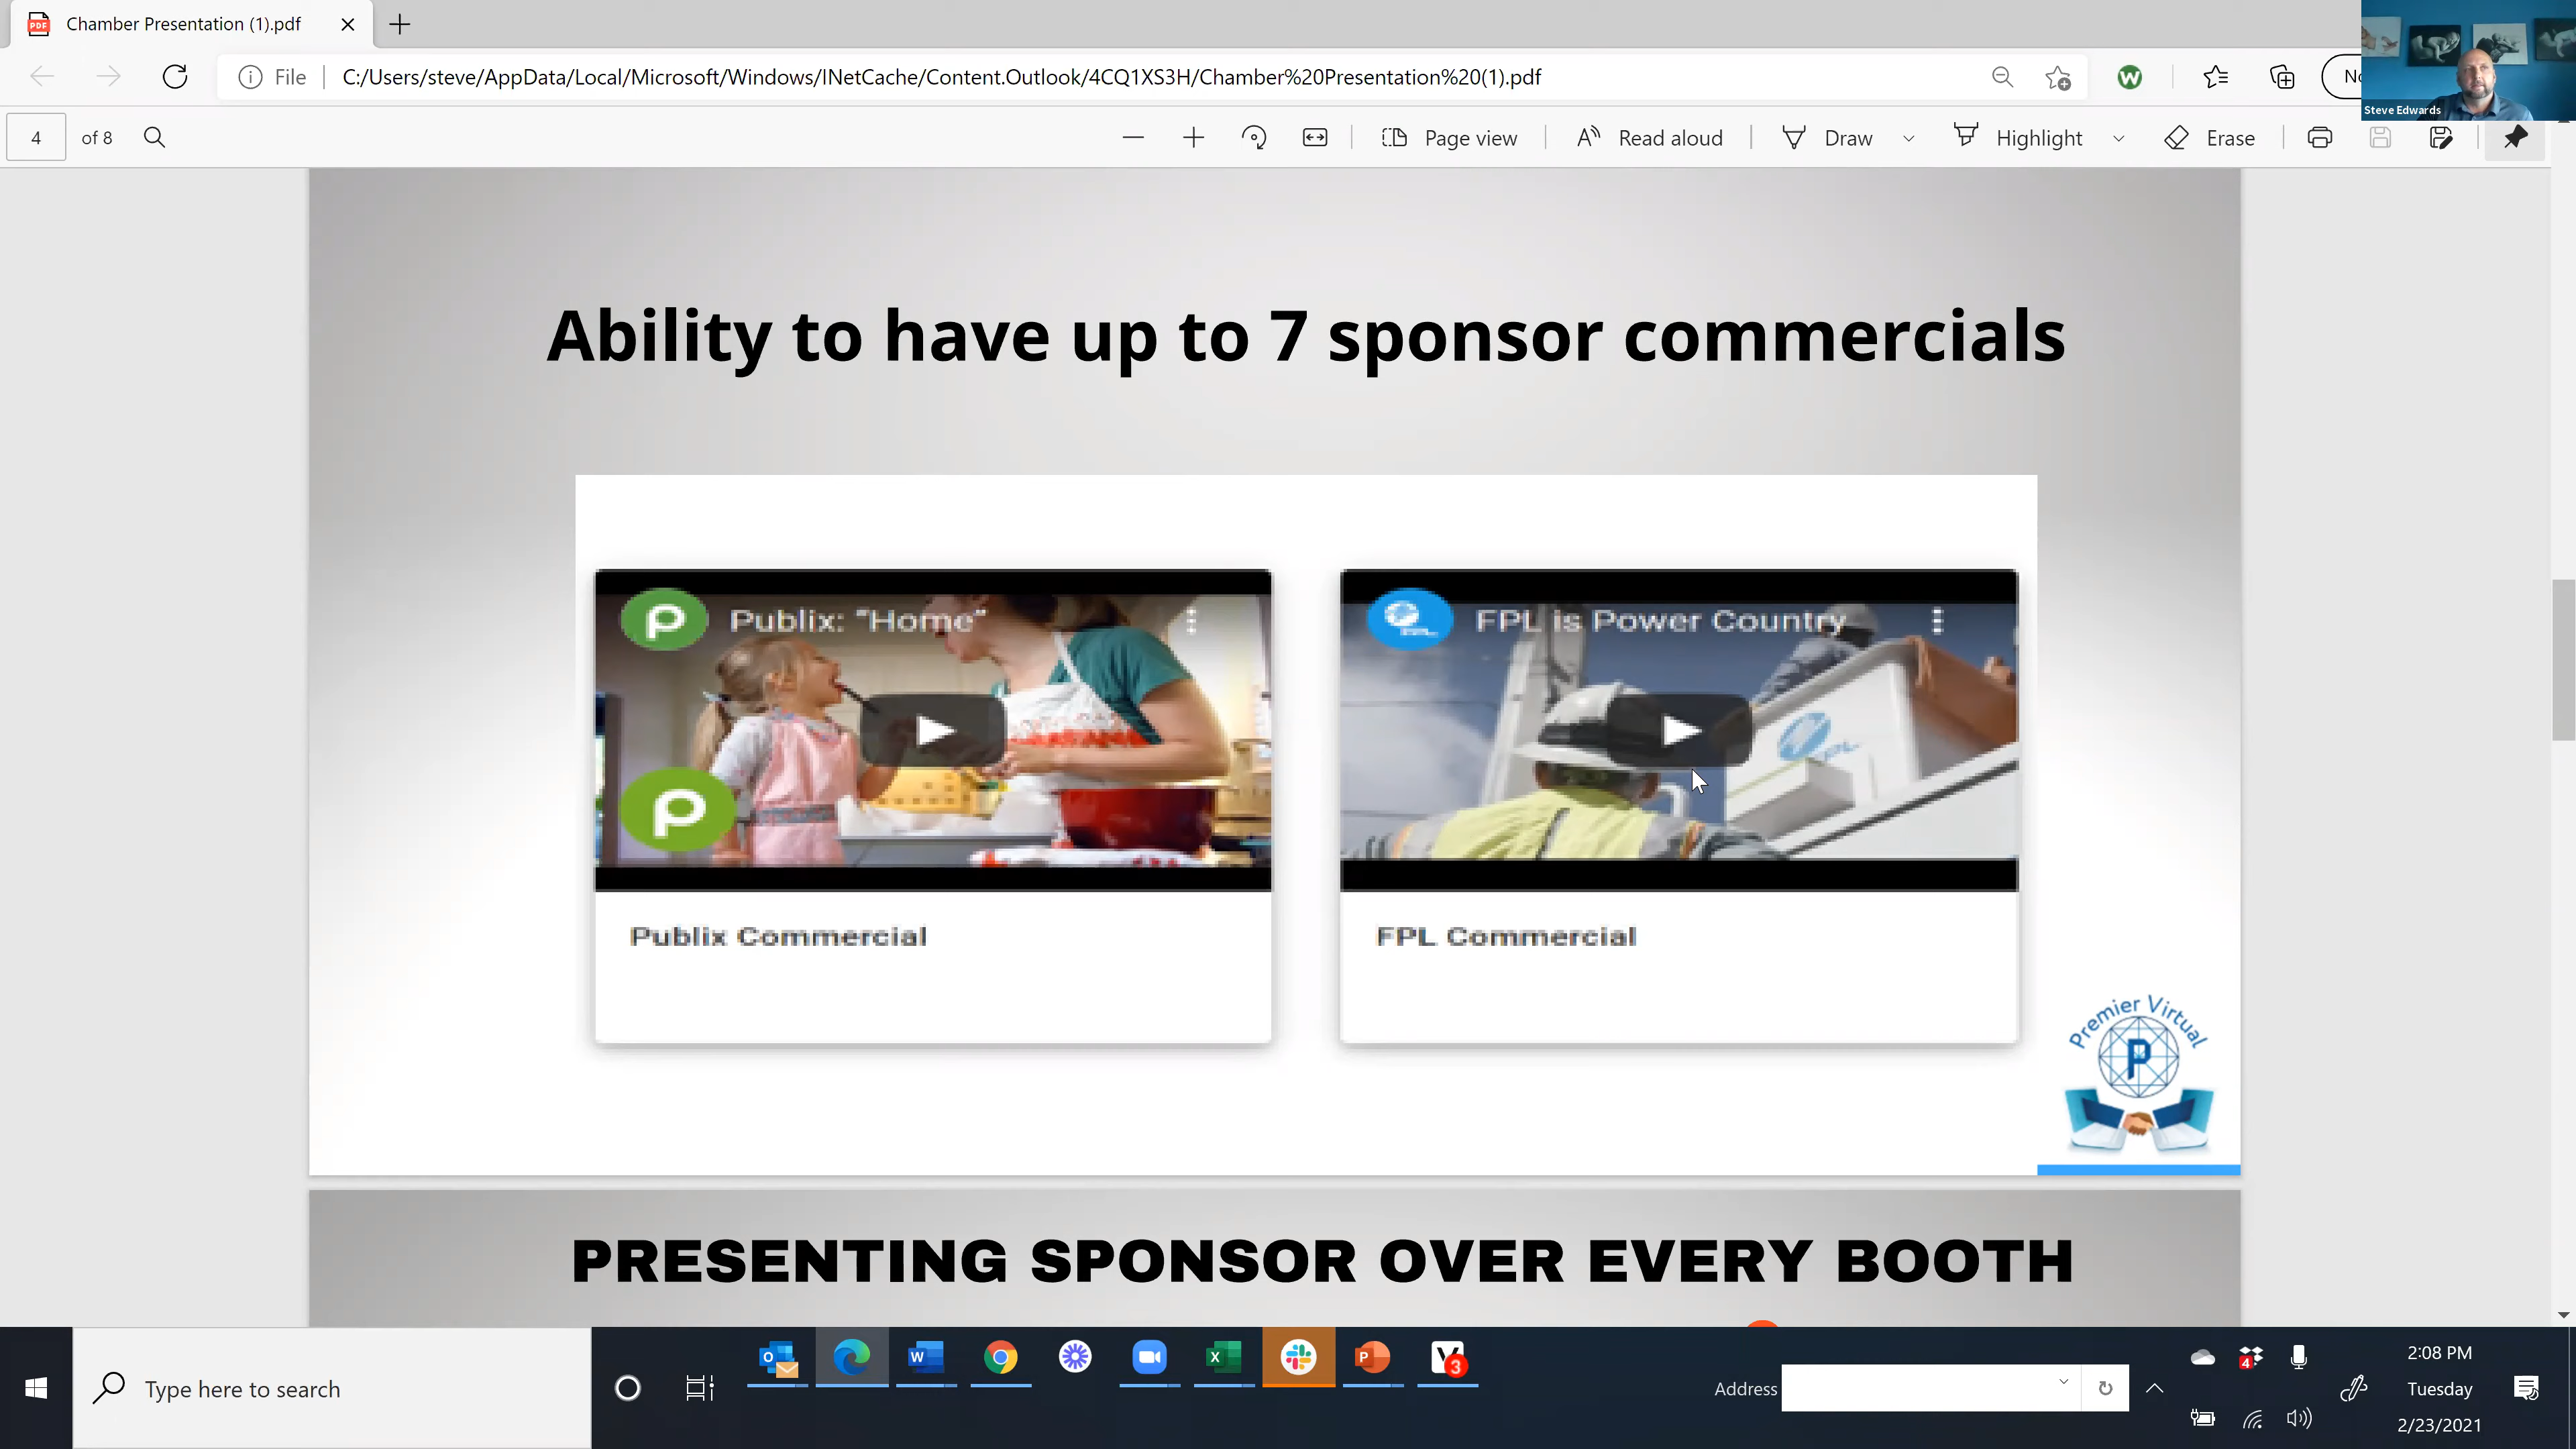 Chamber Presentation (1).pdf
File
C:/Users/steve/AppData/Local/Microsoft/Windows/INetCache/Content.Outlook/4CQ1XS3H/Chamber%20Presentation%20(1).pdf
Steve Edwards
4 of 8
Page view
Read aloud
Draw
Highlight
Erase
Ability to have up to 7 sponsor commercials
Publix: "Home"
FPL is Power Country
FPL
Publix Commercial
FPL Commercial
Premier Virtual
P
PRESENTING SPONSOR OVER EVERY BOOTH
Type here to search
Address
2:08 PM
Tuesday
2/23/2021